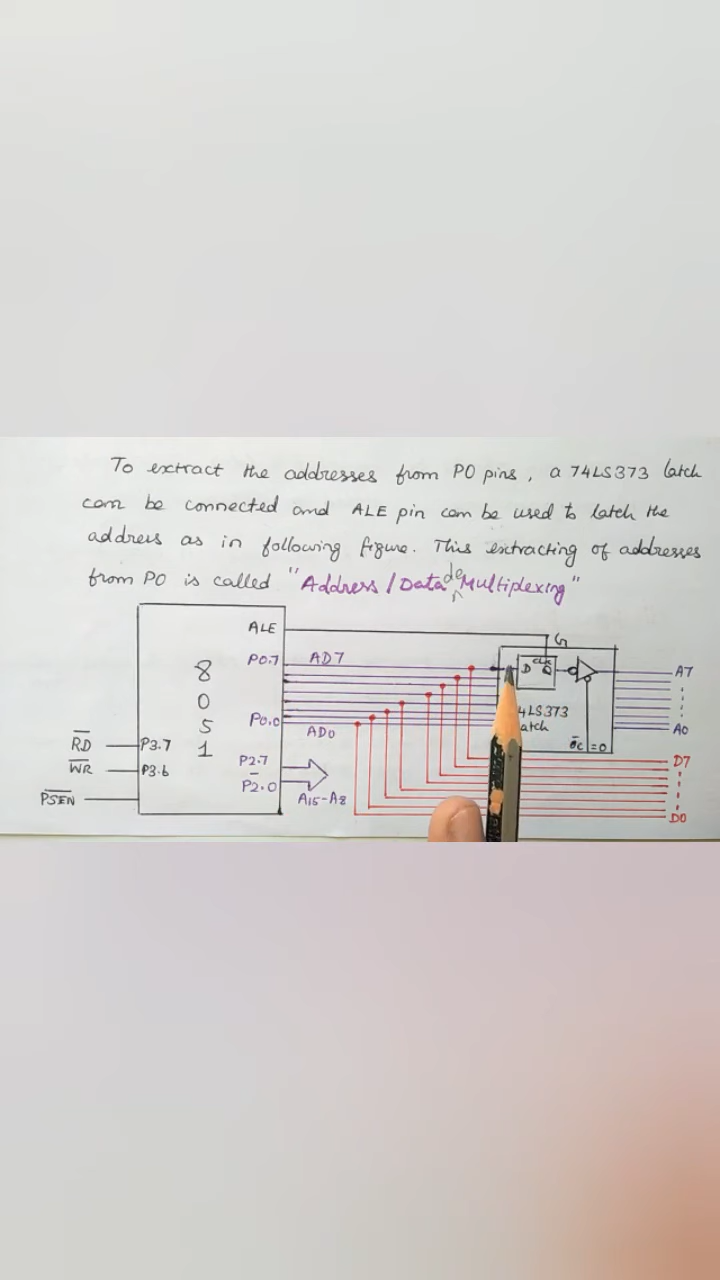 To extract the addresses from P0 pins, a 74LS373 latch
can be connected and ALE pin can be used to latch the
address as in following figure. This extracting of addresses
from P0 is called "Address / Data de Multiplexing"
ALE
G
P0.7 AD7
D CLK Q
A7
8
0
5
1
P0.0
AD0
4LS373
atch
A0
RD P3.7
OC = 0
WR P3.6
P2.7
D7
P2.0
A15-A8
PSEN
D0